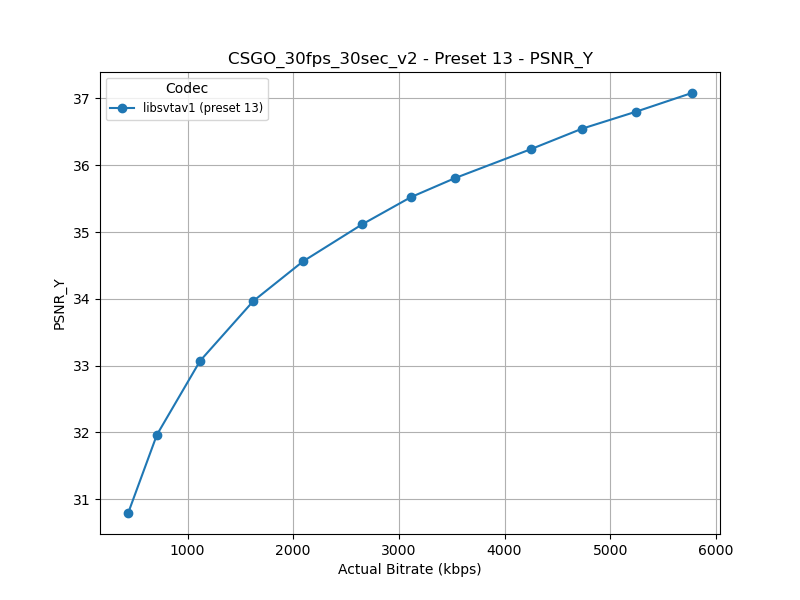 CSGO_30fps_30sec_v2 - Preset 13 - PSNR_Y
Codec
libsvtav1 (preset 13)
37
36
35
34
33
32
31
PSNR_Y
1000 2000 3000 4000 5000 6000
Actual Bitrate (kbps)